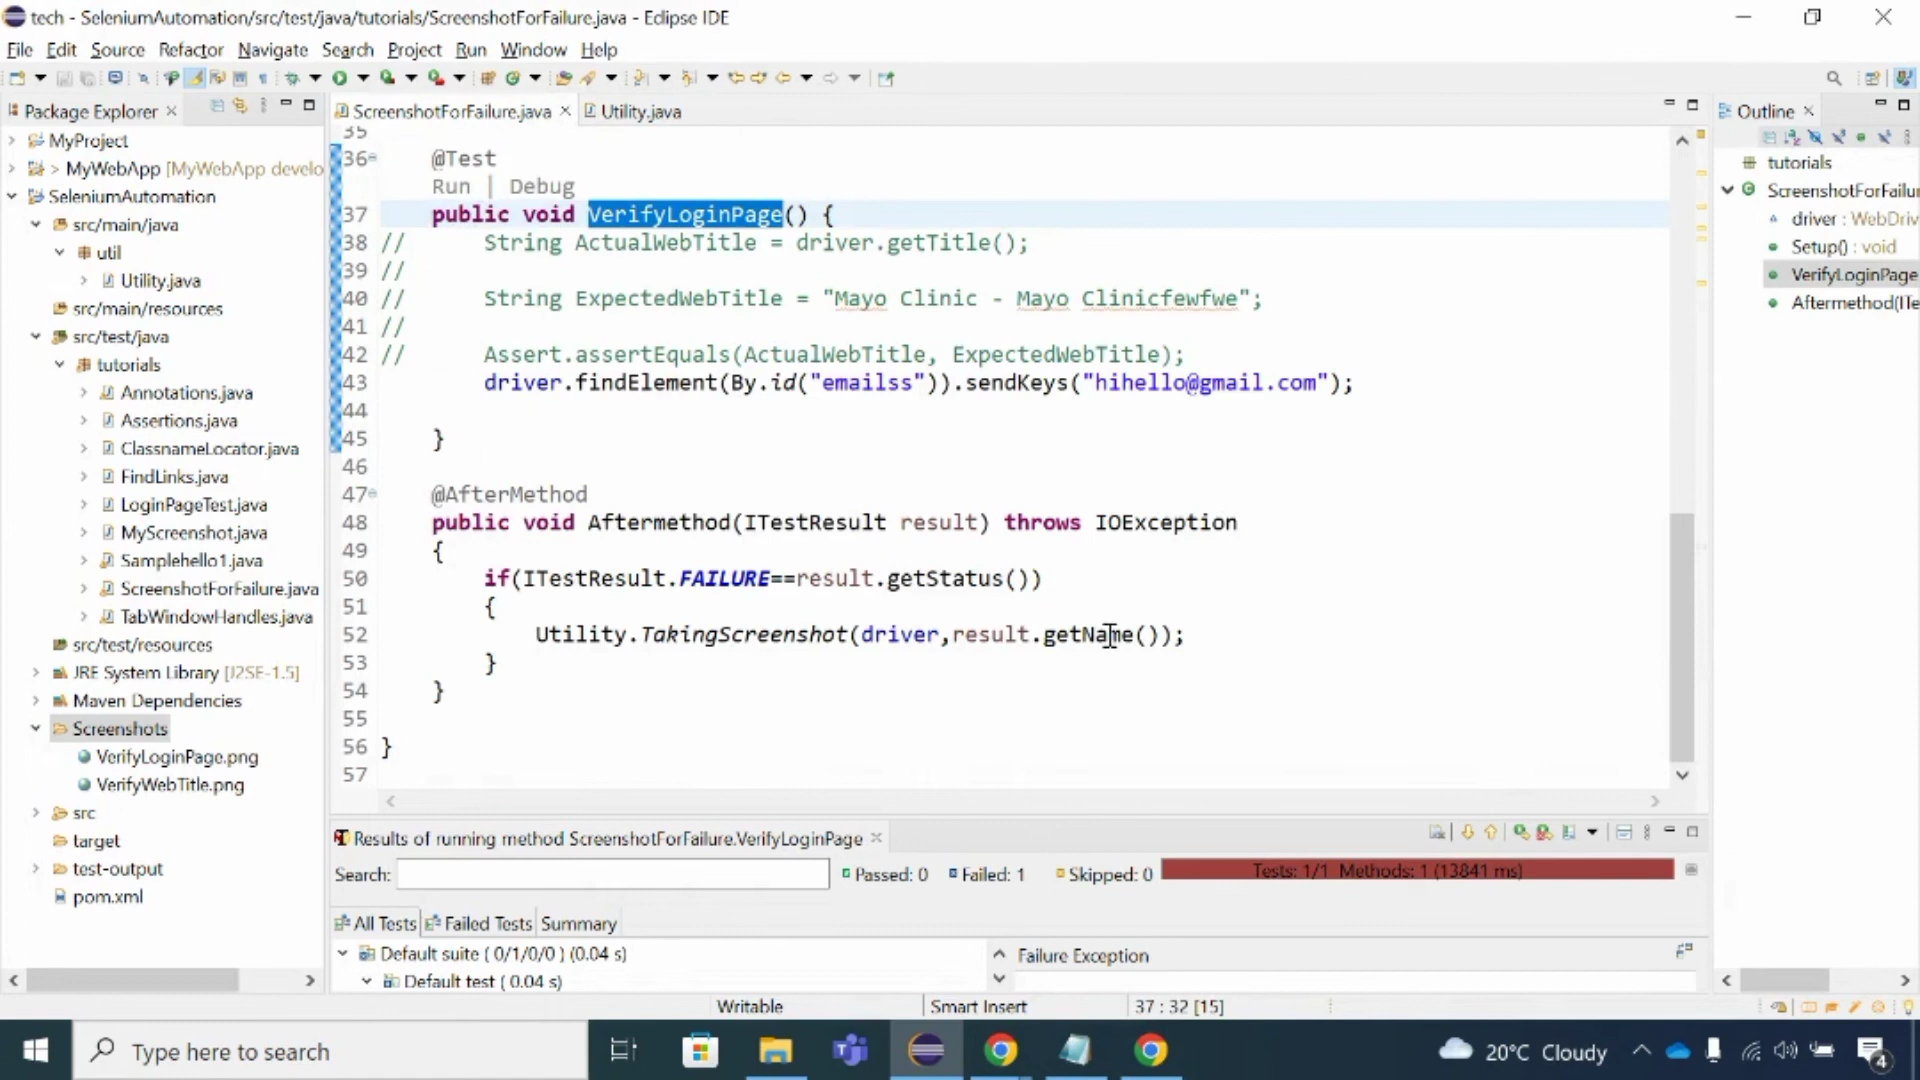 tech - SeleniumAutomation/src/test/java/tutorials/ScreenshotForFailure.java - Eclipse IDE
File Edit Source Refactor Navigate Search Project Run Window Help
Package Explorer
MyProject
> MyWebApp [MyWebApp develo
SeleniumAutomation
src/main/java
util
Utility.java
src/main/resources
src/test/java
tutorials
Annotations.java
Assertions.java
ClassnameLocator.java
FindLinks.java
LoginPageTest.java
MyScreenshot.java
Samplehello1.java
ScreenshotForFailure.java
TabWindowHandles.java
src/test/resources
JRE System Library [J2SE-1.5]
Maven Dependencies
Screenshots
VerifyLoginPage.png
VerifyWebTitle.png
src
target
test-output
pom.xml
ScreenshotForFailure.java Utility.java
35
36 @Test
Run | Debug
37 public void VerifyLoginPage() {
38 // String ActualWebTitle = driver.getTitle();
39 //
40 // String ExpectedWebTitle = "Mayo Clinic - Mayo Clinicfewfwe";
41 //
42 // Assert.assertEquals(ActualWebTitle, ExpectedWebTitle);
43 driver.findElement(By.id("emailss")).sendKeys("hihello@gmail.com");
44
45 }
46
47 @AfterMethod
48 public void Aftermethod(ITestResult result) throws IOException
49 {
50 if(ITestResult.FAILURE==result.getStatus())
51 {
52 Utility.TakingScreenshot(driver,result.getName());
53 }
54 }
55
56 }
57
Outline
tutorials
ScreenshotForFailu
driver : WebDriv
Setup() : void
VerifyLoginPage
Aftermethod(ITe
Results of running method ScreenshotForFailure.VerifyLoginPage
Search: Passed: 0 Failed: 1 Skipped: 0 Tests: 1/1 Methods: 1 (13841 ms)
All Tests Failed Tests Summary
Default suite ( 0/1/0/0 ) (0.04 s)
Default test ( 0.04 s)
Failure Exception
Writable Smart Insert 37 : 32 [15]
Type here to search
20°C Cloudy
4